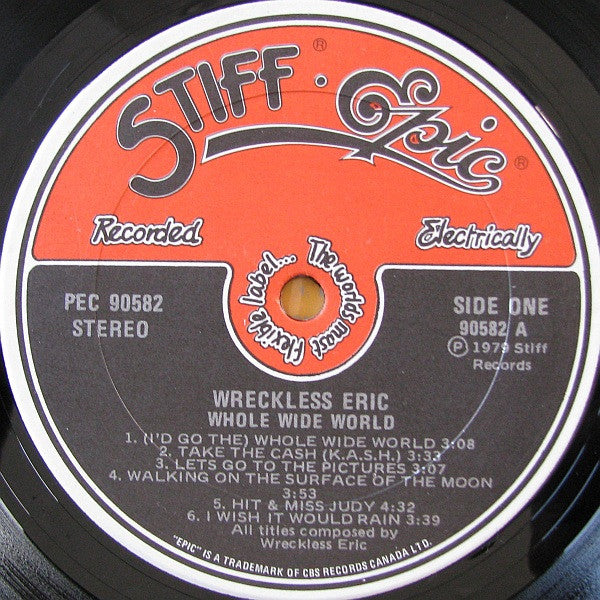 STIFF® · Epic®
Recorded
Electrically
The worlds most
flexible label...
PEC 90582
STEREO
SIDE ONE
90582 A
Ⓟ 1979 Stiff
Records
WRECKLESS ERIC
WHOLE WIDE WORLD
1. (I'D GO THE) WHOLE WIDE WORLD 3:08
2. TAKE THE CASH (K.A.S.H.) 3:33
3. LETS GO TO THE PICTURES 3:07
4. WALKING ON THE SURFACE OF THE MOON
3:53
5. HIT & MISS JUDY 4:32
6. I WISH IT WOULD RAIN 3:39
All titles composed by
Wreckless Eric
"EPIC" IS A TRADEMARK OF CBS RECORDS CANADA LTD.